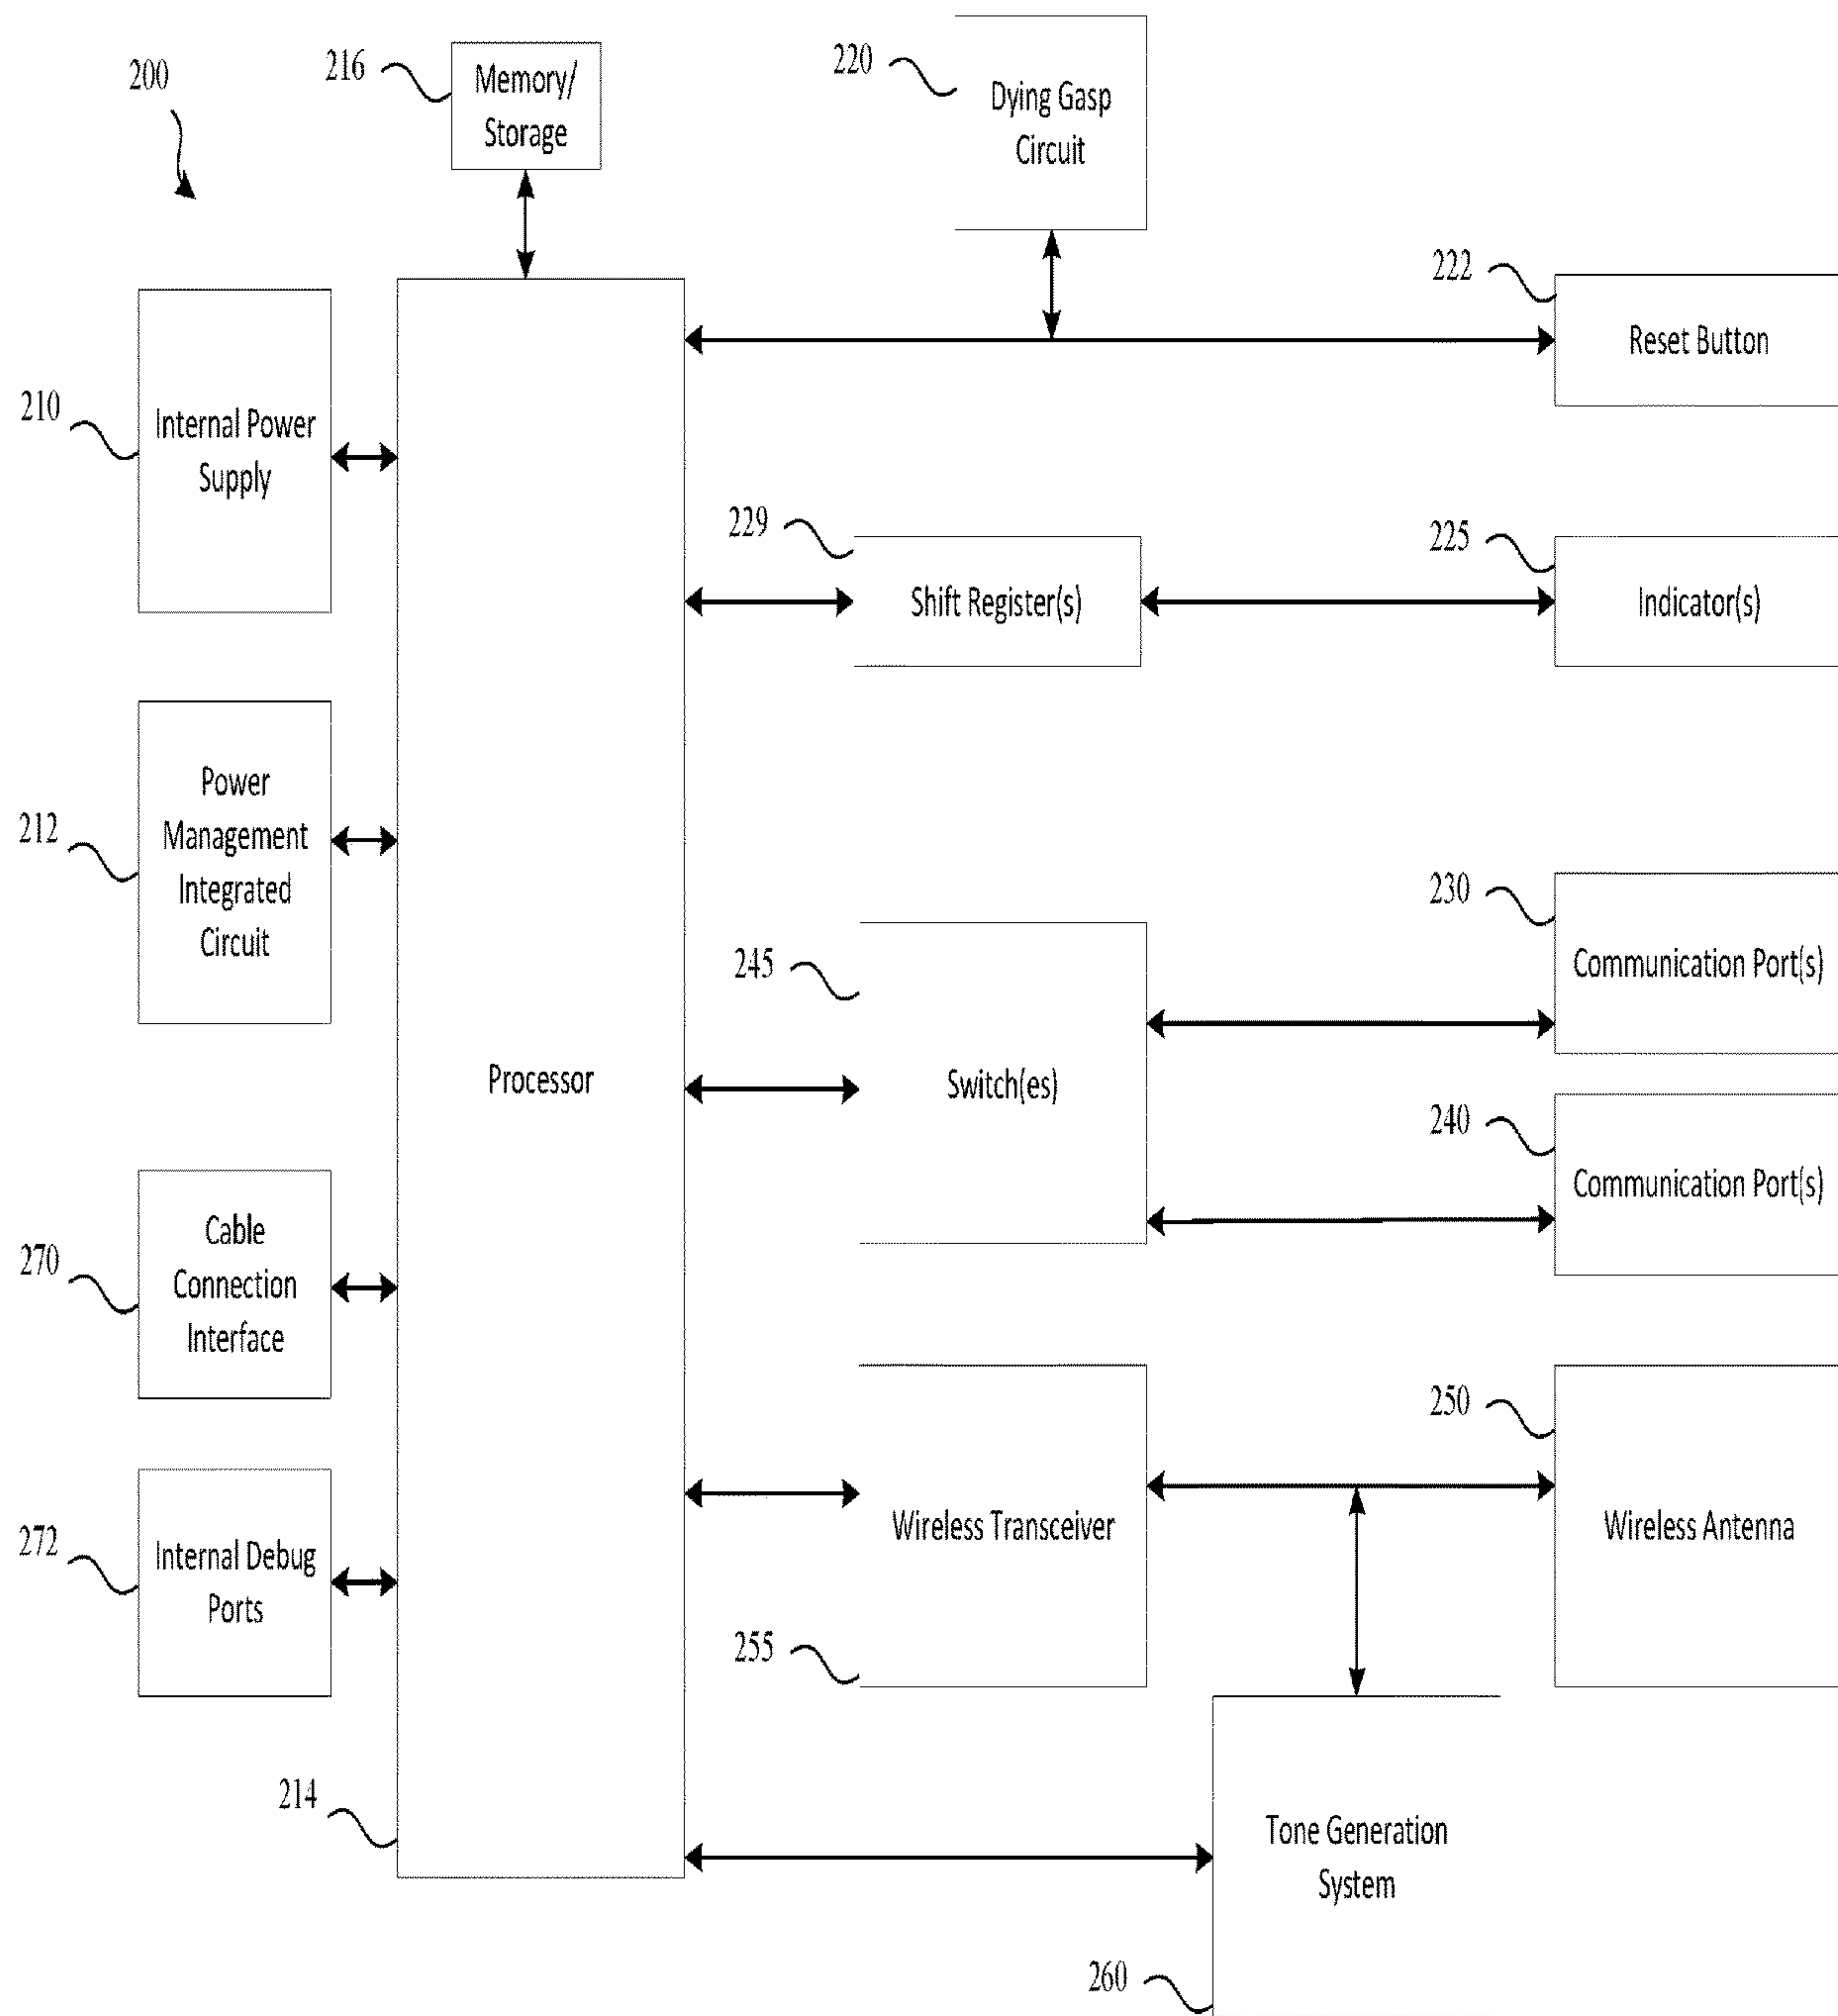 200
216
Memory/
Storage
220
Dying Gasp
Circuit
222
Reset Button
210
Internal Power
Supply
229
Shift Register(s)
225
Indicator(s)
212
Power
Management
Integrated
Circuit
Processor
245
Switch(es)
230
Communication Port(s)
240
Communication Port(s)
270
Cable
Connection
Interface
272
Internal Debug
Ports
Wireless Transceiver
255
250
Wireless Antenna
214
Tone Generation
System
260